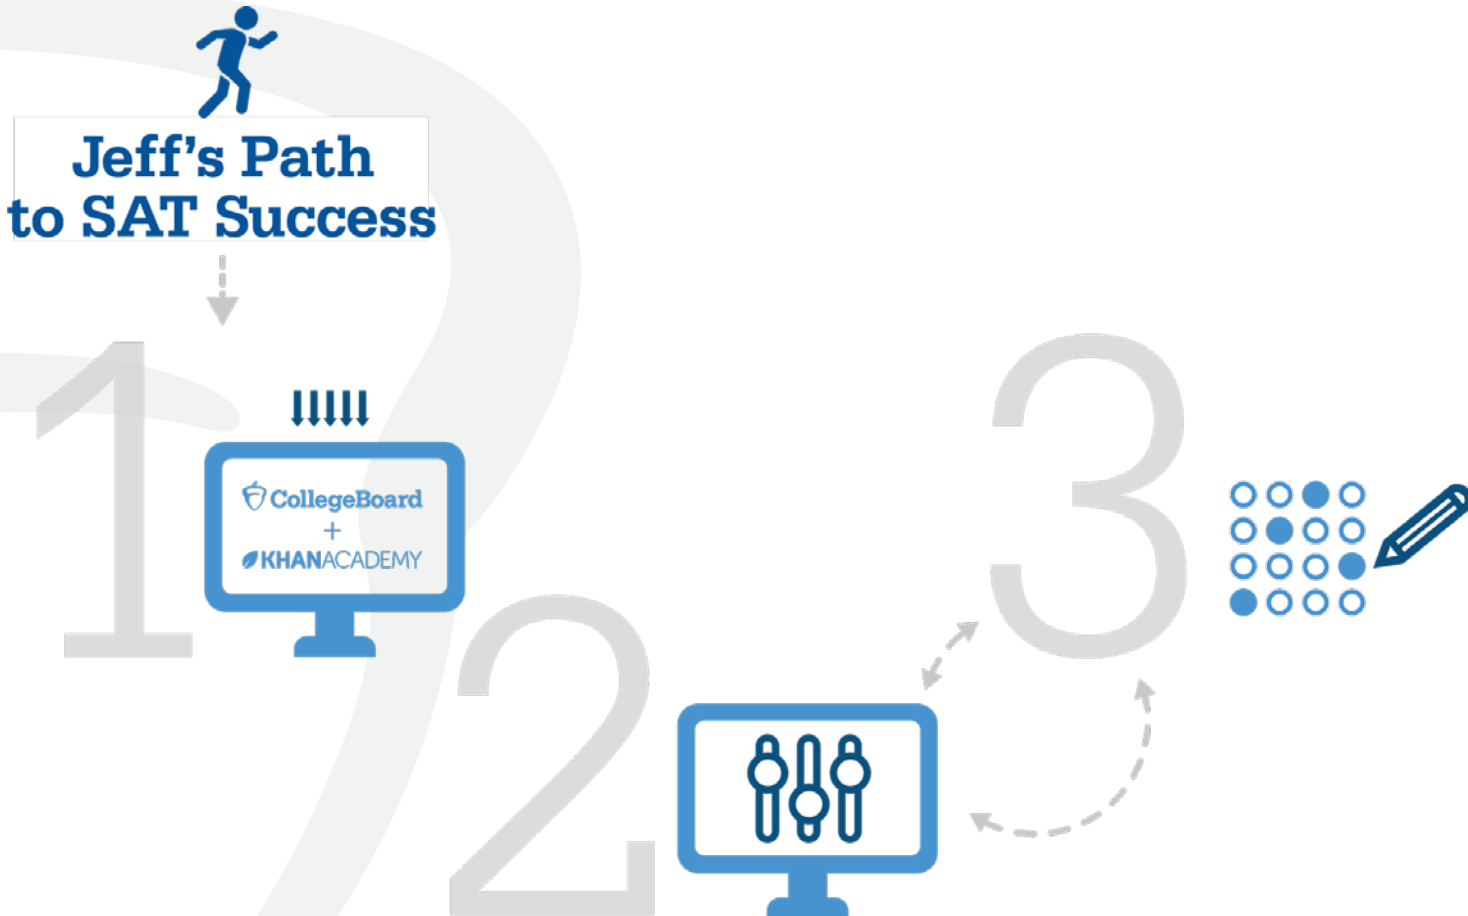 Jeff's Path
to SAT Success
1
CollegeBoard
+
KHANACADEMY
2
3